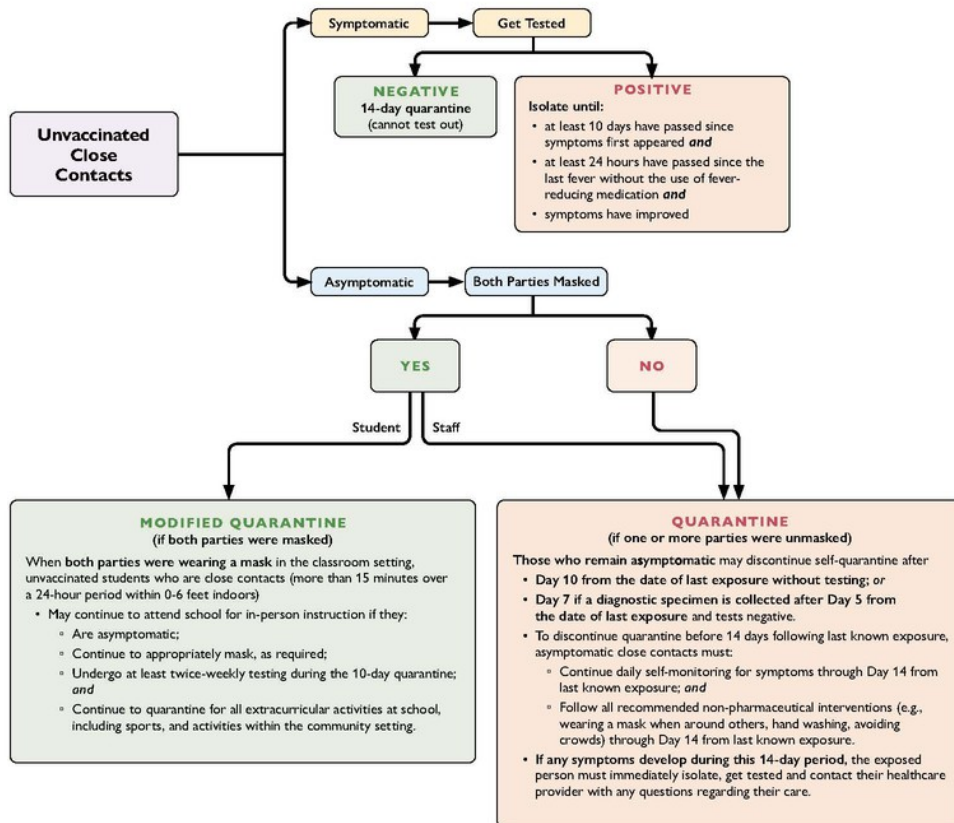 Symptomatic
Get Tested
NEGATIVE
14-day quarantine
(cannot test out)
POSITIVE
Isolate until:
• at least 10 days have passed since
symptoms first appeared and
• at least 24 hours have passed since the
last fever without the use of fever-
reducing medication and
• symptoms have improved
Unvaccinated
Close
Contacts
Asymptomatic
Both Parties Masked
YES
NO
Student
Staff
MODIFIED QUARANTINE
(if both parties were masked)
When both parties were wearing a mask in the classroom setting,
unvaccinated students who are close contacts (more than 15 minutes over
a 24-hour period within 0-6 feet indoors)
• May continue to attend school for in-person instruction if they:
▫ Are asymptomatic;
▫ Continue to appropriately mask, as required;
▫ Undergo at least twice-weekly testing during the 10-day quarantine;
and
▫ Continue to quarantine for all extracurricular activities at school,
including sports, and activities within the community setting.
QUARANTINE
(if one or more parties were unmasked)
Those who remain asymptomatic may discontinue self-quarantine after
• Day 10 from the date of last exposure without testing; or
• Day 7 if a diagnostic specimen is collected after Day 5 from
the date of last exposure and tests negative.
• To discontinue quarantine before 14 days following last known exposure,
asymptomatic close contacts must:
▫ Continue daily self-monitoring for symptoms through Day 14 from
last known exposure; and
▫ Follow all recommended non-pharmaceutical interventions (e.g.,
wearing a mask when around others, hand washing, avoiding
crowds) through Day 14 from last known exposure.
• If any symptoms develop during this 14-day period, the exposed
person must immediately isolate, get tested and contact their healthcare
provider with any questions regarding their care.